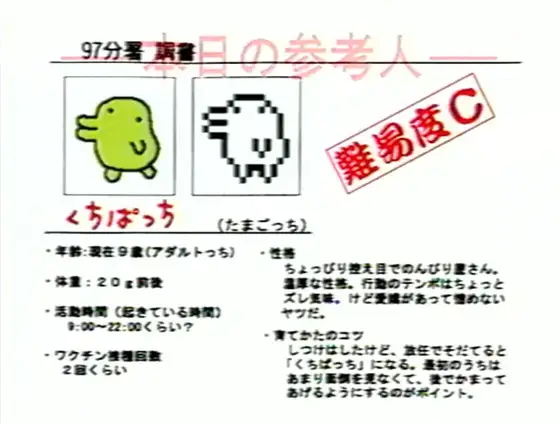 本日の参考人
97分署 調書
難易度C
くちぱっち
(たまごっち)
・年齢:現在9歳(アダルトっち)
・体重:20g前後
・活動時間(起きている時間)
9:00〜22:00くらい?
・ワクチン接種回数
2回くらい
・性格
ちょっぴり控え目でのんびり屋さん。
温厚な性格。行動のテンポはちょっと
ズレ気味。けど愛嬌があって憎めない
ヤツだ。
・育てかたのコツ
しつけはしたけど、放任でそだてると
「くちぱっち」になる。最初のうちは
あまり面倒を見なくて、後でかまって
あげるようにするのがポイント。